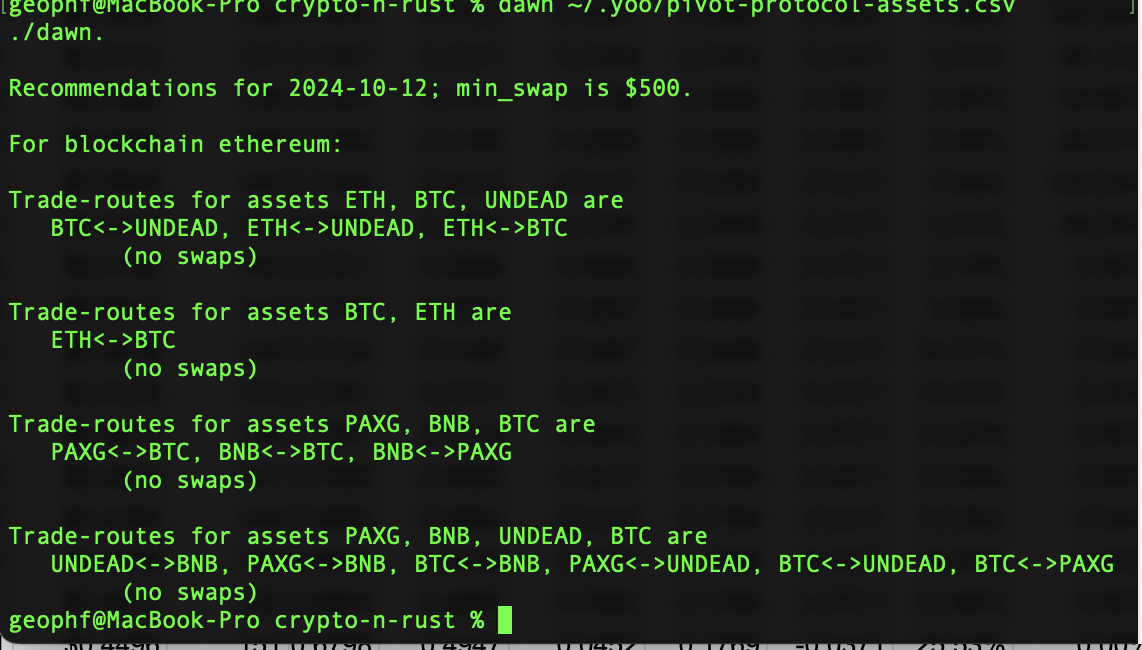 geophf@MacBook-Pro crypto-n-rust % dawn ~/.yoo/pivot-protocol-assets.csv
./dawn.
Recommendations for 2024-10-12; min_swap is $500.
For blockchain ethereum:
Trade-routes for assets ETH, BTC, UNDEAD are
BTC<->UNDEAD, ETH<->UNDEAD, ETH<->BTC
(no swaps)
Trade-routes for assets BTC, ETH are
ETH<->BTC
(no swaps)
Trade-routes for assets PAXG, BNB, BTC are
PAXG<->BTC, BNB<->BTC, BNB<->PAXG
(no swaps)
Trade-routes for assets PAXG, BNB, UNDEAD, BTC are
UNDEAD<->BNB, PAXG<->BNB, BTC<->BNB, PAXG<->UNDEAD, BTC<->UNDEAD, BTC<->PAXG
(no swaps)
geophf@MacBook-Pro crypto-n-rust %